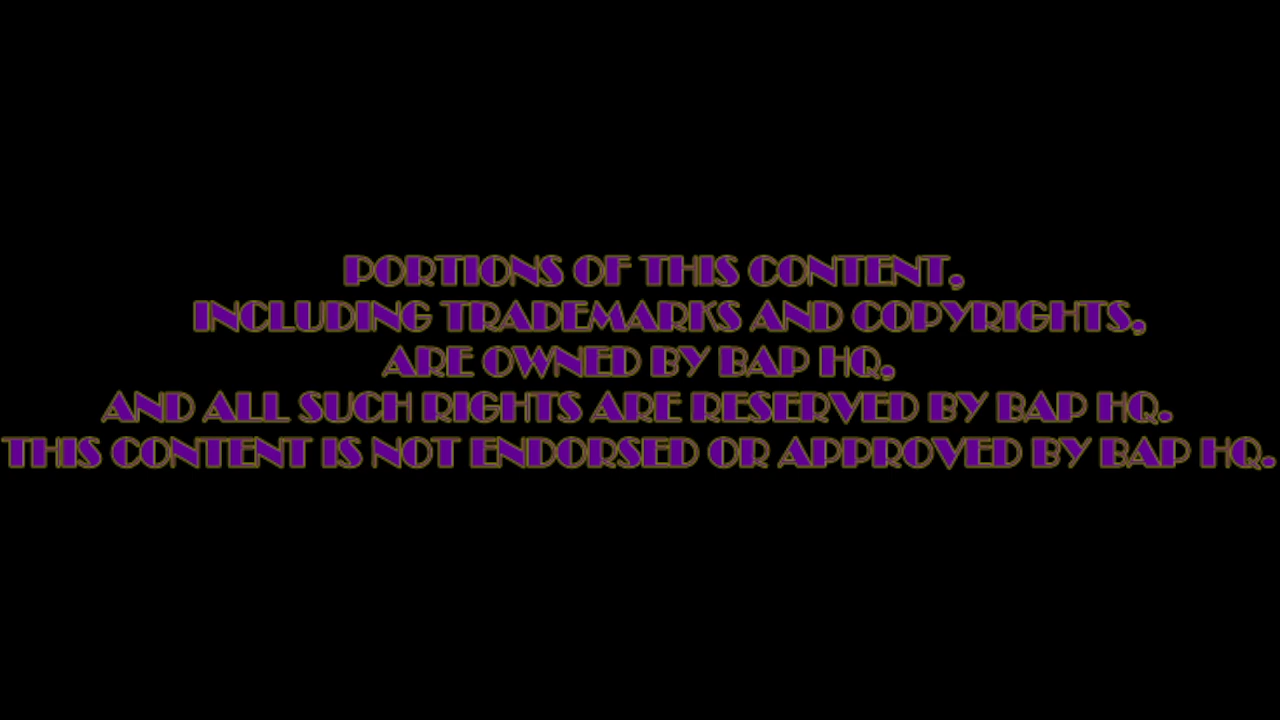 PORTIONS OF THIS CONTENT,
INCLUDING TRADEMARKS AND COPYRIGHTS,
ARE OWNED BY BAP HQ,
AND ALL SUCH RIGHTS ARE RESERVED BY BAP HQ.
THIS CONTENT IS NOT ENDORSED OR APPROVED BY BAP HQ.